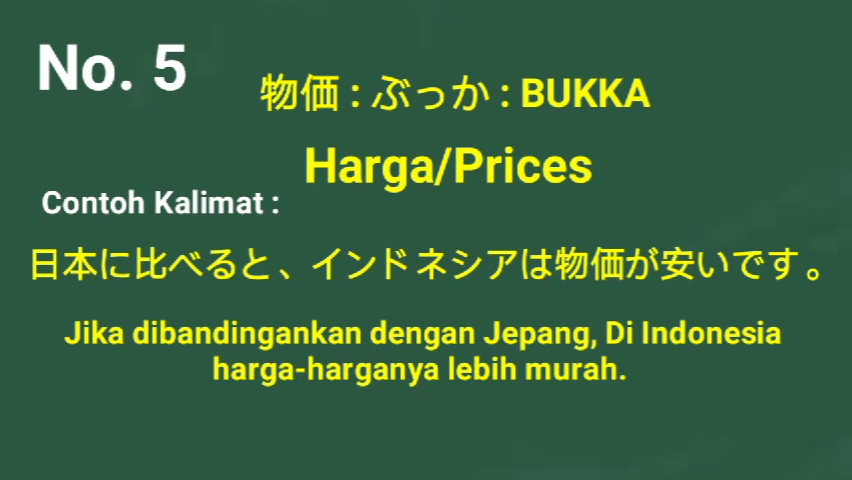 No. 5
物価 : ぶっか : BUKKA
Harga/Prices
Contoh Kalimat :
日本に比べると、インドネシアは物価が安いです。
Jika dibandingankan dengan Jepang, Di Indonesia
harga-harganya lebih murah.